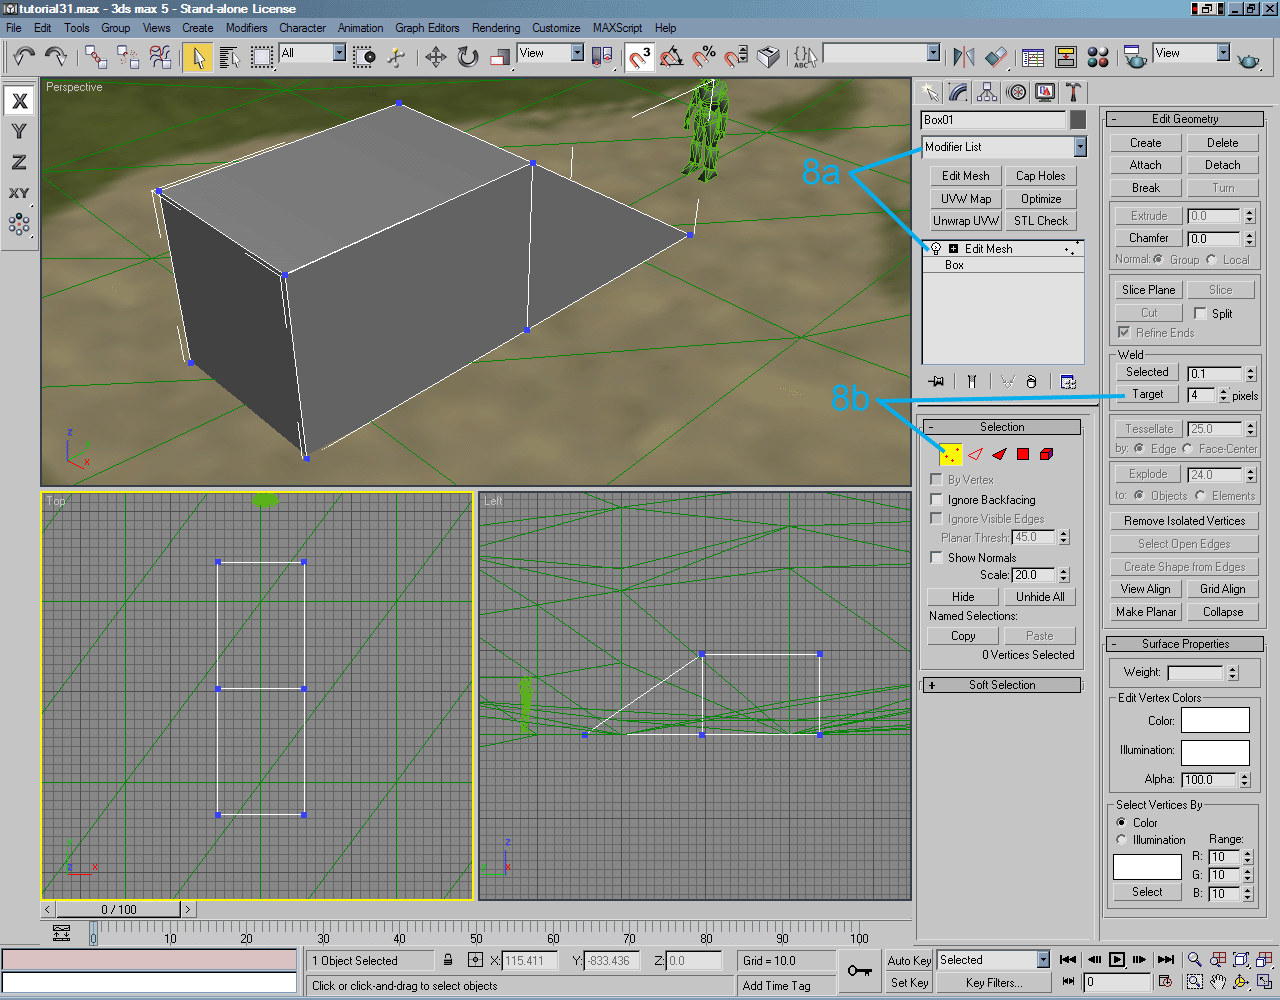 tutorial31.max - 3ds max 5 - Stand-alone License
File Edit Tools Group Views Create Modifiers Character Animation Graph Editors Rendering Customize MAXScript Help
All
View
3
%
ABC
View
X
Y
Z
XY
Perspective
z
x
8a
8b
Top
z
x
Left
z
x
Box01
Modifier List
Edit Mesh Cap Holes
UVW Map Optimize
Unwrap UVW STL Check
Edit Mesh
Box
- Selection
By Vertex
Ignore Backfacing
Ignore Visible Edges
Planar Thresh: 45.0
Show Normals
Scale: 20.0
Hide Unhide All
Named Selections:
Copy Paste
0 Vertices Selected
+ Soft Selection
- Edit Geometry
Create Delete
Attach Detach
Break Turn
Extrude 0.0
Chamfer 0.0
Normal: Group Local
Slice Plane Slice
Cut Split
Refine Ends
Weld
Selected 0.1
Target 4 pixels
Tessellate 25.0
by: Edge Face-Center
Explode 24.0
to: Objects Elements
Remove Isolated Vertices
Select Open Edges
Create Shape from Edges
View Align Grid Align
Make Planar Collapse
- Surface Properties
Weight:
Edit Vertex Colors
Color:
Illumination:
Alpha: 100.0
Select Vertices By
Color
Illumination Range:
R: 10
G: 10
B: 10
Select
< 0 / 100 >
0 10 20 30 40 50 60 70 80 90 100
1 Object Selected X: 115.411 Y: -833.436 Z: 0.0 Grid = 10.0
Auto Key Selected
Click or click-and-drag to select objects Add Time Tag
Set Key Key Filters... 0